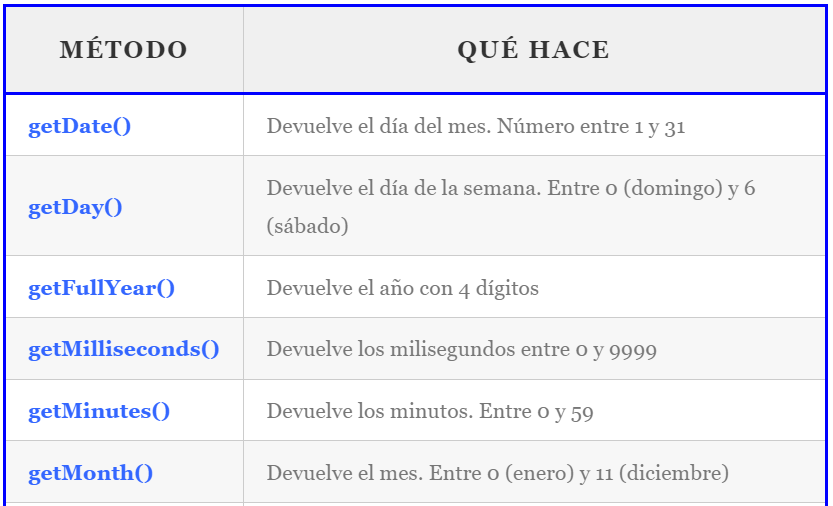 MÉTODO QUÉ HACE
getDate() Devuelve el día del mes. Número entre 1 y 31
getDay() Devuelve el día de la semana. Entre 0 (domingo) y 6
(sábado)
getFullYear() Devuelve el año con 4 dígitos
getMilliseconds() Devuelve los milisegundos entre 0 y 9999
getMinutes() Devuelve los minutos. Entre 0 y 59
getMonth() Devuelve el mes. Entre 0 (enero) y 11 (diciembre)